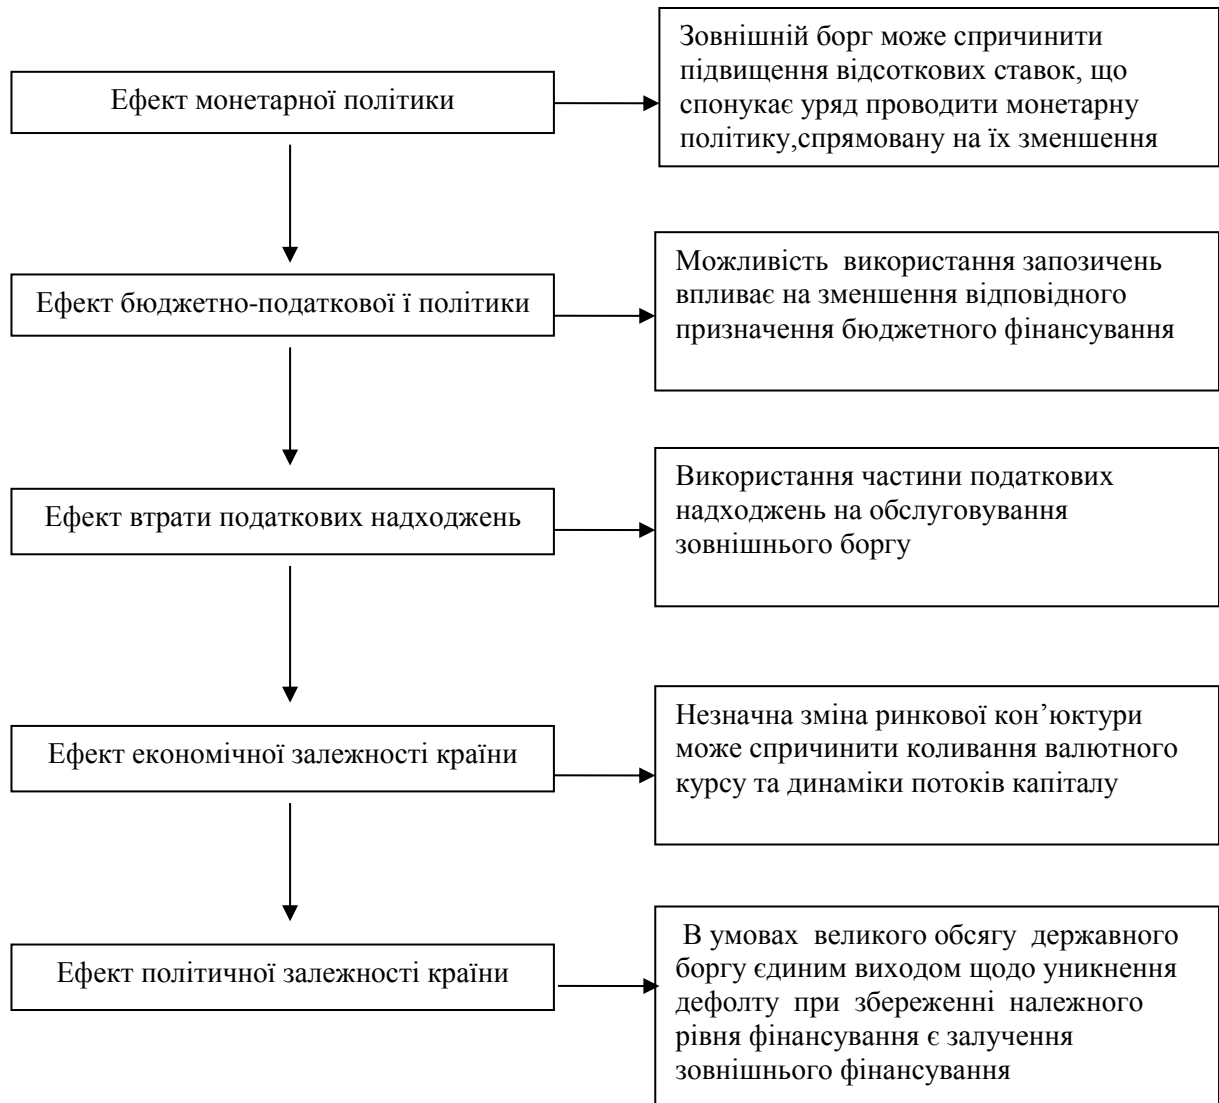 Ефект монетарної політики
Зовнішній борг може спричинити
підвищення відсоткових ставок, що
спонукає уряд проводити монетарну
політику,спрямовану на їх зменшення
Ефект бюджетно-податкової ї політики
Можливість використання запозичень
впливає на зменшення відповідного
призначення бюджетного фінансування
Ефект втрати податкових надходжень
Використання частини податкових
надходжень на обслуговування
зовнішнього боргу
Ефект економічної залежності країни
Незначна зміна ринкової кон’юктури
може спричинити коливання валютного
курсу та динаміки потоків капіталу
Ефект політичної залежності країни
В умовах великого обсягу державного
боргу єдиним виходом щодо уникнення
дефолту при збереженні належного
рівня фінансування є залучення
зовнішнього фінансування